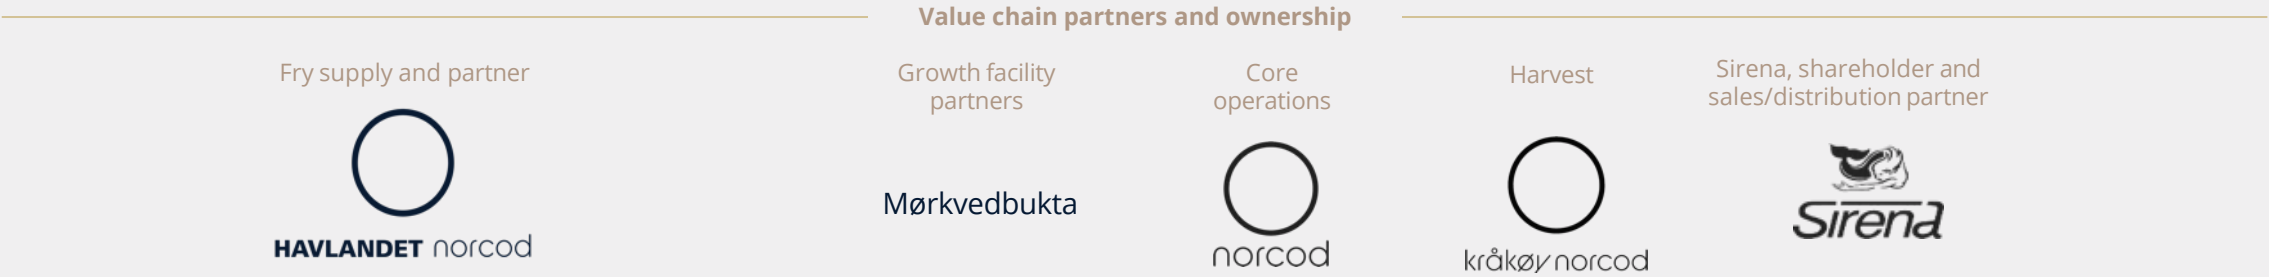 Value chain partners and ownership
Fry supply and partner
HAVLANDET norcod
Growth facility
partners
Mørkvedbukta
Core
operations
norcod
Harvest
kråkøy norcod
Sirena, shareholder and
sales/distribution partner
Sirena